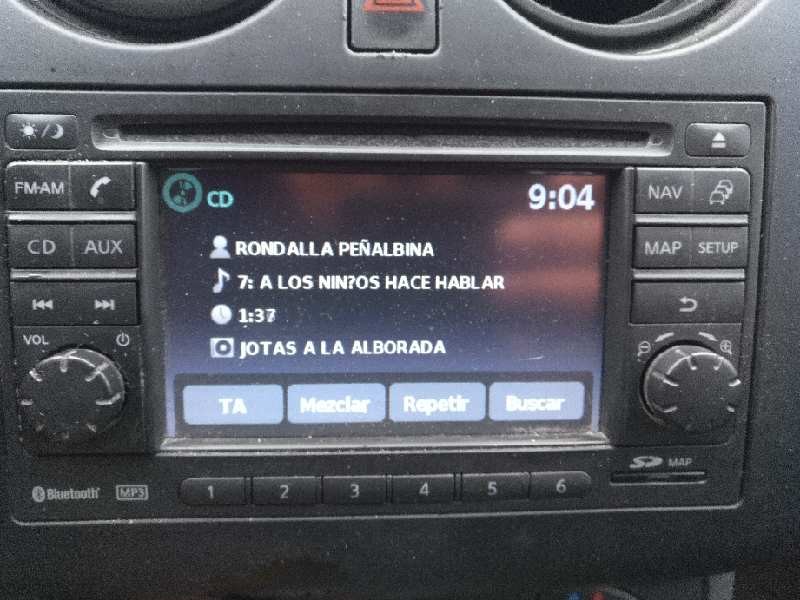 FM·AM
CD AUX
VOL
CD 9:04
RONDALLA PEÑALBINA
7: A LOS NIN?OS HACE HABLAR
1:37
JOTAS A LA ALBORADA
TA Mezclar Repetir Buscar
NAV
MAP SETUP
Bluetooth MP3 1 2 3 4 5 6
SD MAP